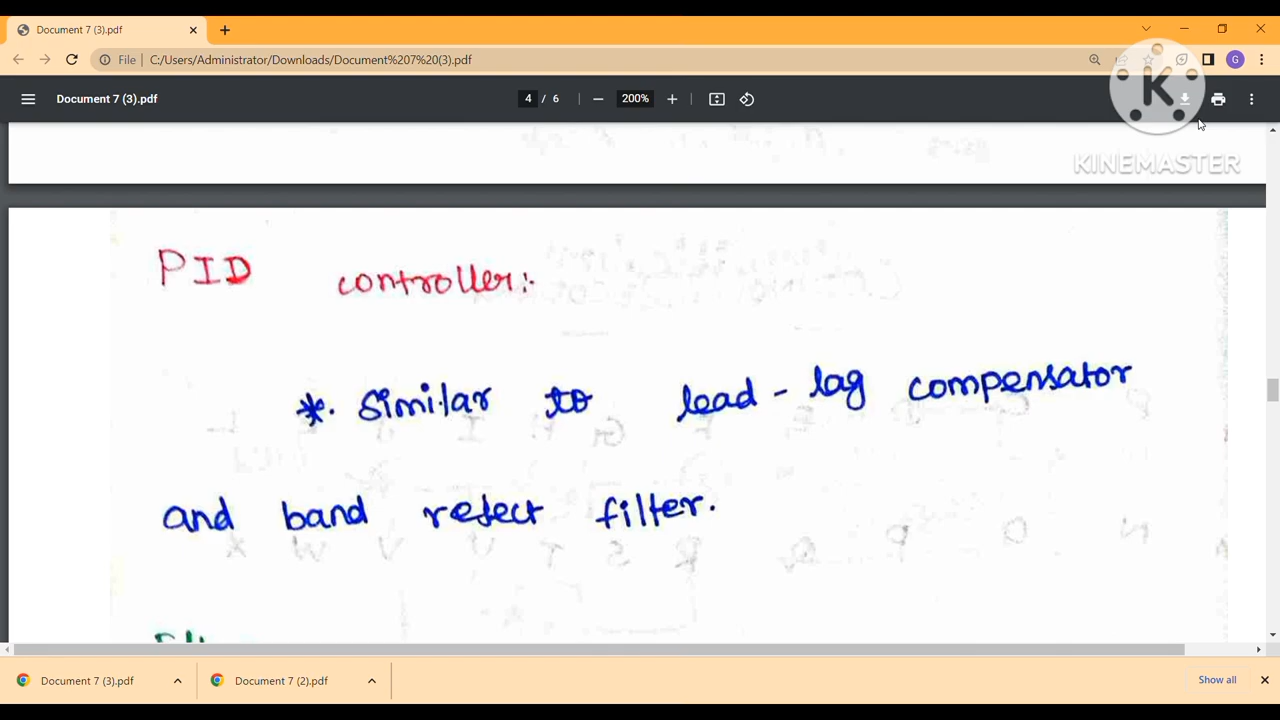 Document 7 (3).pdf
File
C:/Users/Administrator/Downloads/Document%207%20(3).pdf
G
Document 7 (3).pdf
4 / 6
200%
K
KINEMASTER
PID controller:-
*. similar to lead - lag compensator
and band reject filter.
Document 7 (3).pdf
Document 7 (2).pdf
Show all